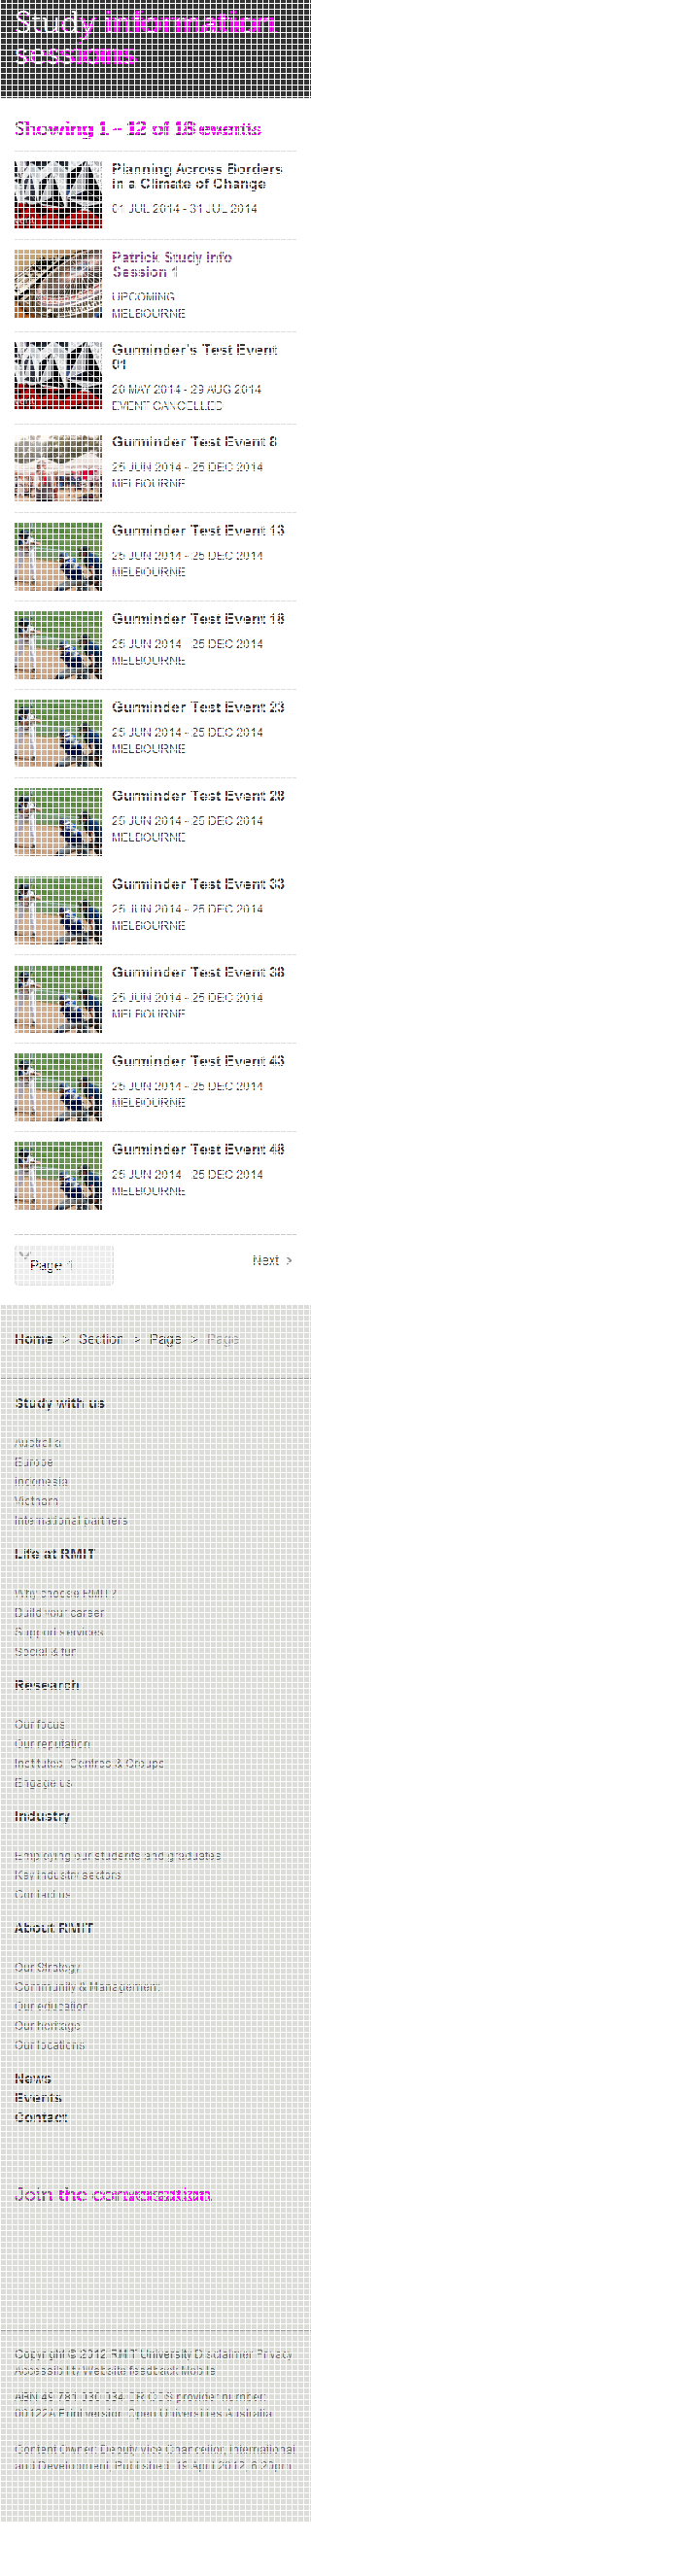 Study information
sessions
Showing 1 - 12 of 18 events
Planning Across Borders
in a Climate of Change
01 JUL 2014 - 31 JUL 2014
Patrick Study Info
Session 1
UPCOMING
MELBOURNE
Gurminder's Test Event
01
20 MAY 2014 - 29 AUG 2014
EVENT CANCELLED
Gurminder Test Event 8
25 JUN 2014 - 25 DEC 2014
MELBOURNE
Gurminder Test Event 13
25 JUN 2014 - 25 DEC 2014
MELBOURNE
Gurminder Test Event 18
25 JUN 2014 - 25 DEC 2014
MELBOURNE
Gurminder Test Event 23
25 JUN 2014 - 25 DEC 2014
MELBOURNE
Gurminder Test Event 28
25 JUN 2014 - 25 DEC 2014
MELBOURNE
Gurminder Test Event 33
25 JUN 2014 - 25 DEC 2014
MELBOURNE
Gurminder Test Event 38
25 JUN 2014 - 25 DEC 2014
MELBOURNE
Gurminder Test Event 43
25 JUN 2014 - 25 DEC 2014
MELBOURNE
Gurminder Test Event 48
25 JUN 2014 - 25 DEC 2014
MELBOURNE
Page 1
Next >
Home > Section > Page > Page
Study with us
Australia
Europe
Indonesia
Vietnam
International partners
Life at RMIT
Why choose RMIT?
Build your career
Support services
Social & fun
Research
Our focus
Our reputation
Institutes, Centres & Groups
Engage us
Industry
Employing our students and graduates
Key industry sectors
Contact us
About RMIT
Our Strategy
Community & Management
Our education
Our heritage
Our locations
News
Events
Contact
Join the conversation
Copyright © 2012 RMIT University Disclaimer Privacy
Accessibility Website feedback Mobile
ABN 49 781 030 034 CRICOS provider number:
00122A Print version Open Universities Australia
Content Owner: Deputy Vice Chancellor, International
and Development, Published: 19 April 2012,